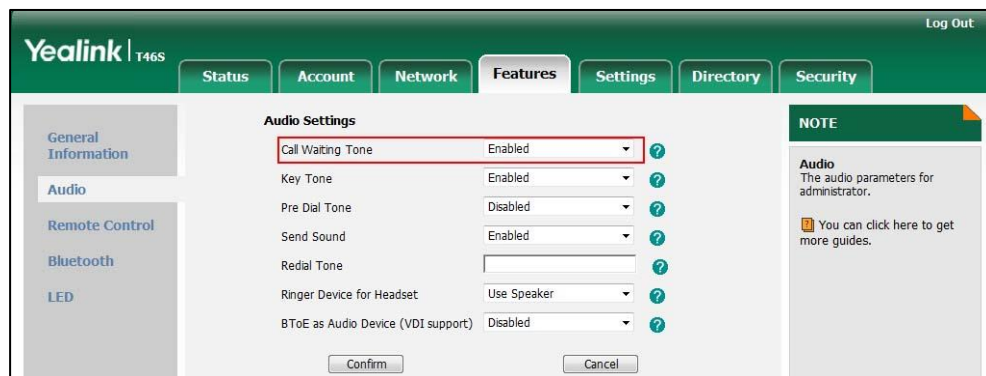 Log Out
Yealink | T46S
Status Account Network Features Settings Directory Security
General
Information
Audio
Remote Control
Bluetooth
LED
Audio Settings
Call Waiting Tone Enabled
Key Tone Enabled
Pre Dial Tone Disabled
Send Sound Enabled
Redial Tone
Ringer Device for Headset Use Speaker
BToE as Audio Device (VDI support) Disabled
Confirm Cancel
NOTE
Audio
The audio parameters for
administrator.
You can click here to get
more guides.